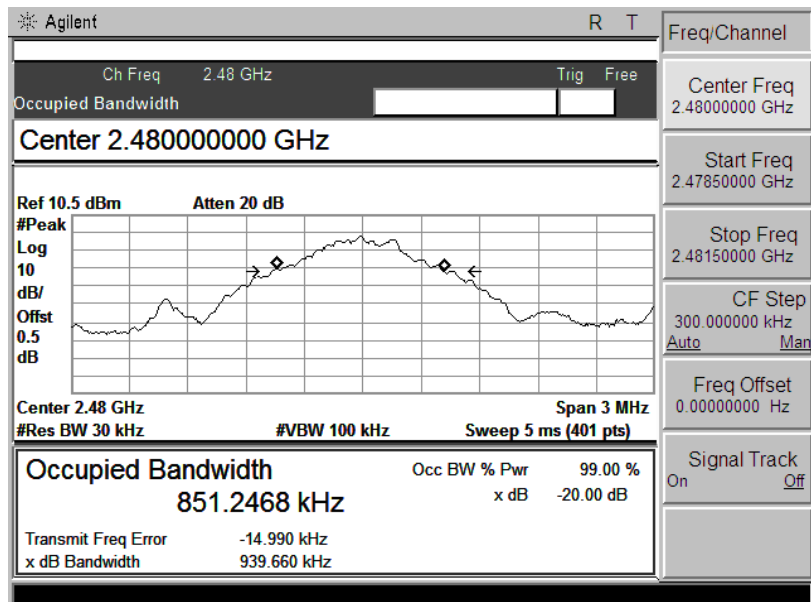 Agilent R T
Freq/Channel
Ch Freq 2.48 GHz Trig Free
Occupied Bandwidth
Center 2.480000000 GHz
Center Freq
2.48000000 GHz
Start Freq
2.47850000 GHz
Stop Freq
2.48150000 GHz
CF Step
300.000000 kHz
Auto Man
Freq Offset
0.00000000 Hz
Signal Track
On Off
Ref 10.5 dBm Atten 20 dB
#Peak
Log
10
dB/
Offst
0.5
dB
Center 2.48 GHz Span 3 MHz
#Res BW 30 kHz #VBW 100 kHz Sweep 5 ms (401 pts)
Occupied Bandwidth
851.2468 kHz
Occ BW % Pwr 99.00 %
x dB -20.00 dB
Transmit Freq Error -14.990 kHz
x dB Bandwidth 939.660 kHz